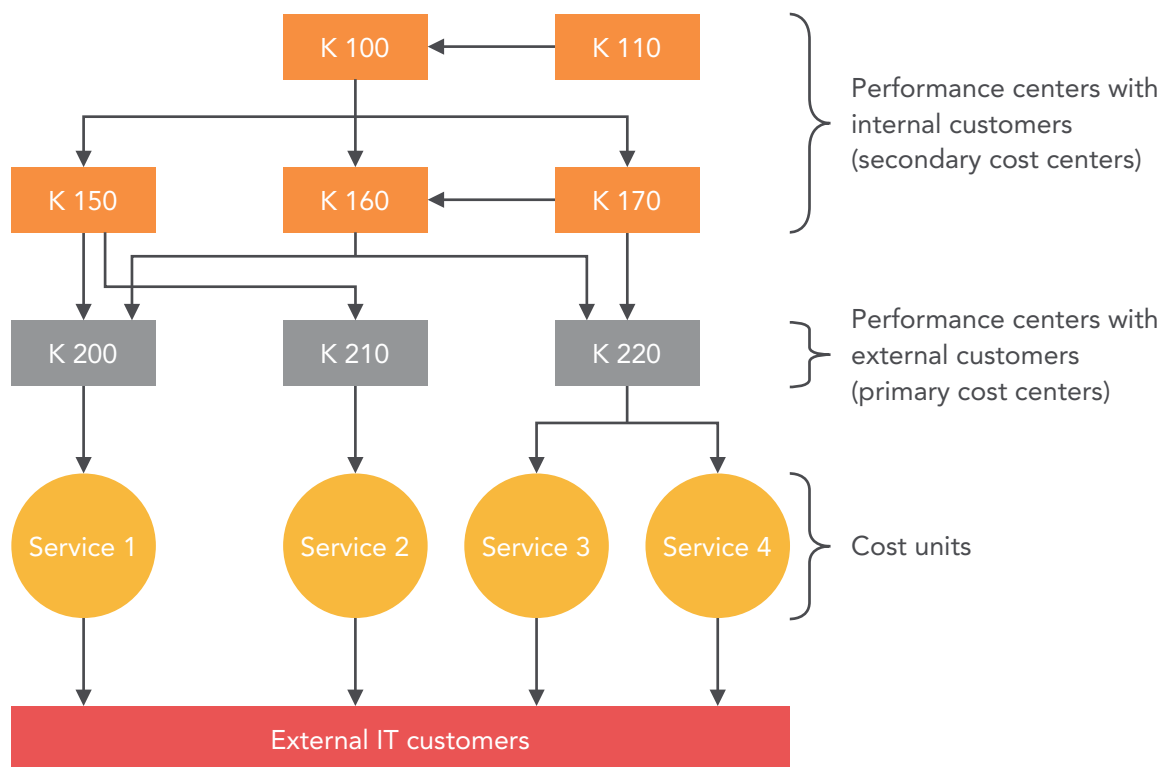 K 100
K 110
Performance centers with
internal customers
(secondary cost centers)
K 150
K 160
K 170
K 200
K 210
K 220
Performance centers with
external customers
(primary cost centers)
Service 1
Service 2
Service 3
Service 4
Cost units
External IT customers